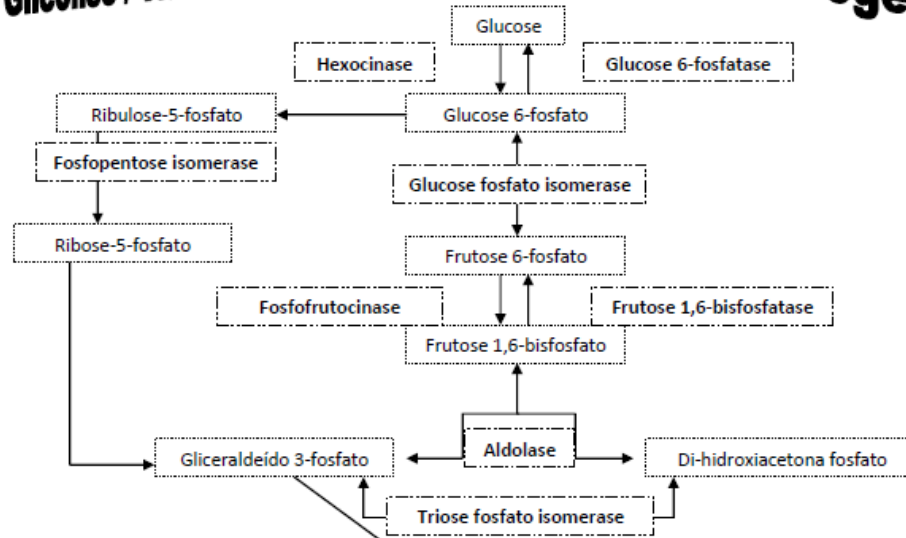 Glucose
Hexocinase
Glucose 6-fosfatase
Ribulose-5-fosfato
Glucose 6-fosfato
Fosfopentose isomerase
Glucose fosfato isomerase
Ribose-5-fosfato
Frutose 6-fosfato
Fosfofrutocinase
Frutose 1,6-bisfosfatase
Frutose 1,6-bisfosfato
Aldolase
Gliceraldeído 3-fosfato
Di-hidroxiacetona fosfato
Triose fosfato isomerase